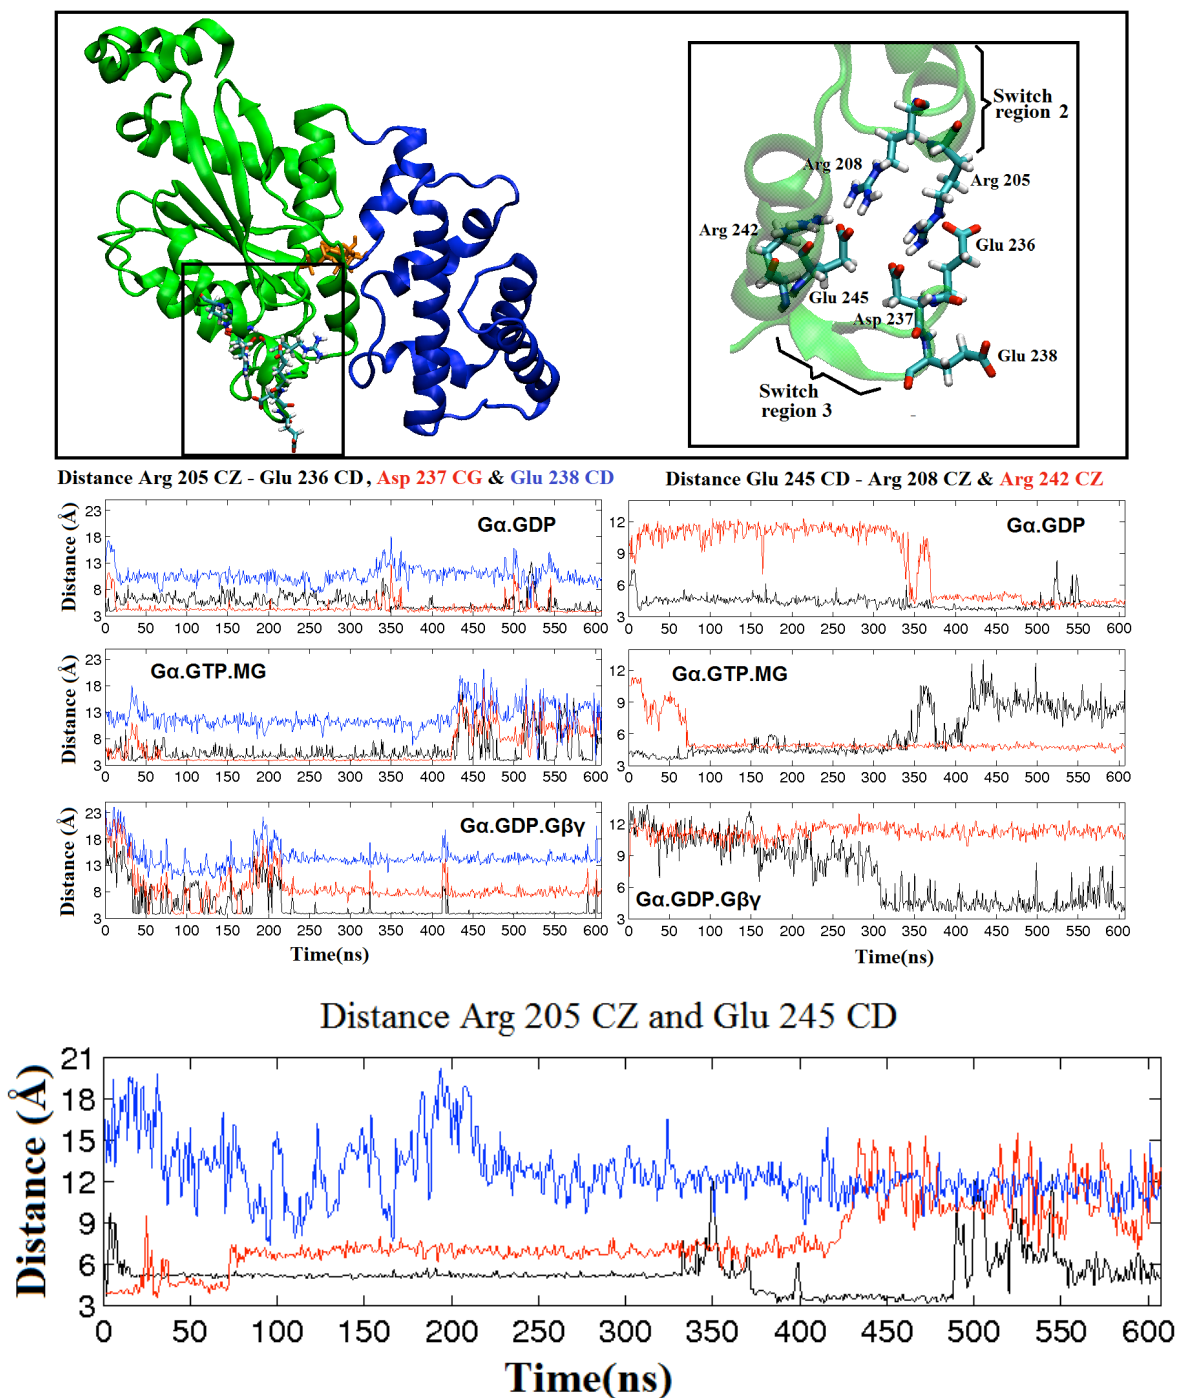 Switch
region 2
Arg 208
Arg 205
Arg 242
Glu 236
Glu 245
Asp 237
Glu 238
Switch
region 3
Distance Arg 205 CZ - Glu 236 CD, Asp 237 CG & Glu 238 CD
Distance Glu 245 CD - Arg 208 CZ & Arg 242 CZ
Distance (Å)
23
18
13
8
3
Gα.GDP
0 50 100 150 200 250 300 350 400 450 500 550 600
12
9
6
3
Gα.GDP
0 50 100 150 200 250 300 350 400 450 500 550 600
Distance (Å)
23
18
13
8
3
Gα.GTP.MG
0 50 100 150 200 250 300 350 400 450 500 550 600
12
9
6
3
Gα.GTP.MG
0 50 100 150 200 250 300 350 400 450 500 550 600
Distance (Å)
23
18
13
8
3
Gα.GDP.Gβγ
0 50 100 150 200 250 300 350 400 450 500 550 600
Time(ns)
12
9
6
3
Gα.GDP.Gβγ
0 50 100 150 200 250 300 350 400 450 500 550 600
Time(ns)
Distance Arg 205 CZ and Glu 245 CD
Distance (Å)
21
18
15
12
9
6
3
0 50 100 150 200 250 300 350 400 450 500 550 600
Time(ns)